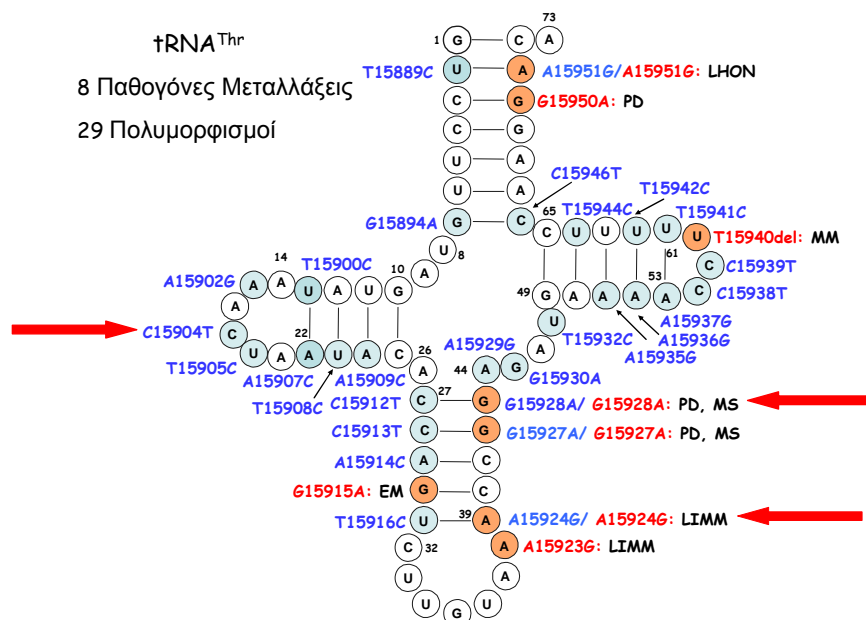 73
tRNAThr 1 G C A
T15889C U A A15951G/ A15951G: LHON
8 Παθογόνες Μεταλλάξεις
C G G15950A: PD
29 Πολυμορφισμοί C G
U A
C15946T
U A T15942C
T15944C T15941C
G15894A G C 65
C U U U U U T15940del: MM
U 8 61
14 T15900C 10 A C C15939T
A15902G A A U A U G 49 53
G A A A A C C15938T
A
C15904T C 22 U T15932C A15937G
A15936G
T15905C U A A U A C 26 A15929G A A15935G
A15907C A15909C A 44 A G G15930A
T15908C
C15912T C 27 G G15928A/ G15928A: PD, MS
C15913T C G G15927A/ G15927A: PD, MS
A15914C A C
G15915A: EM G C
T15916C U 39 A A15924G/ A15924G: LIMM
C 32 A A15923G: LIMM
U A
U U
G